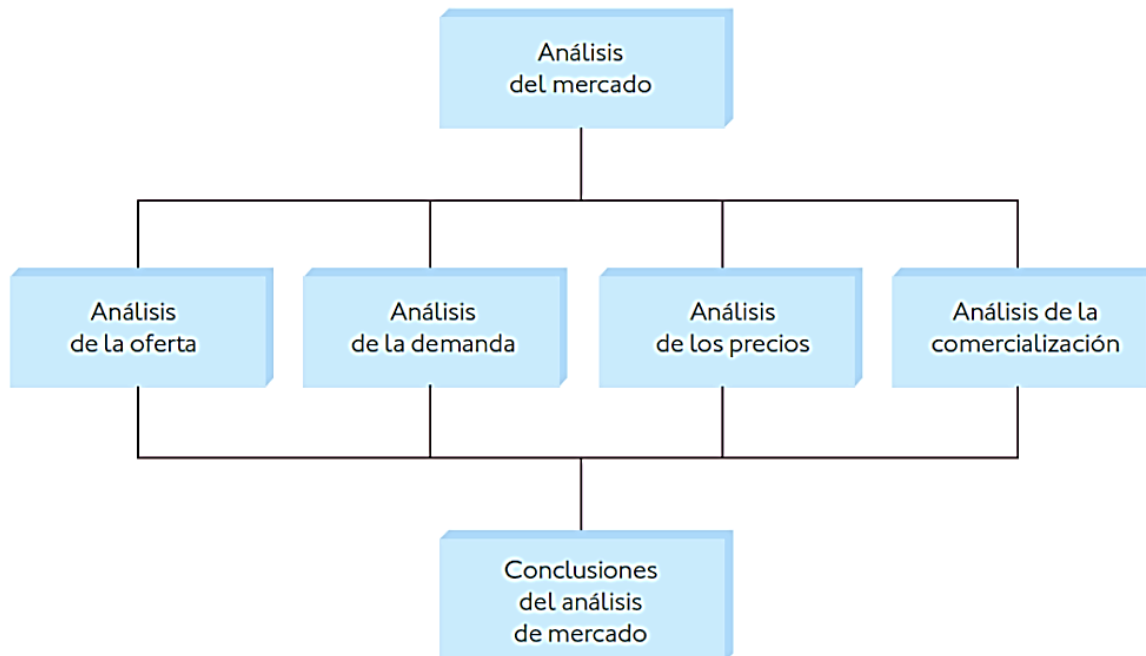 Análisis
del mercado
Análisis
de la oferta
Análisis
de la demanda
Análisis
de los precios
Análisis de la
comercialización
Conclusiones
del análisis
de mercado